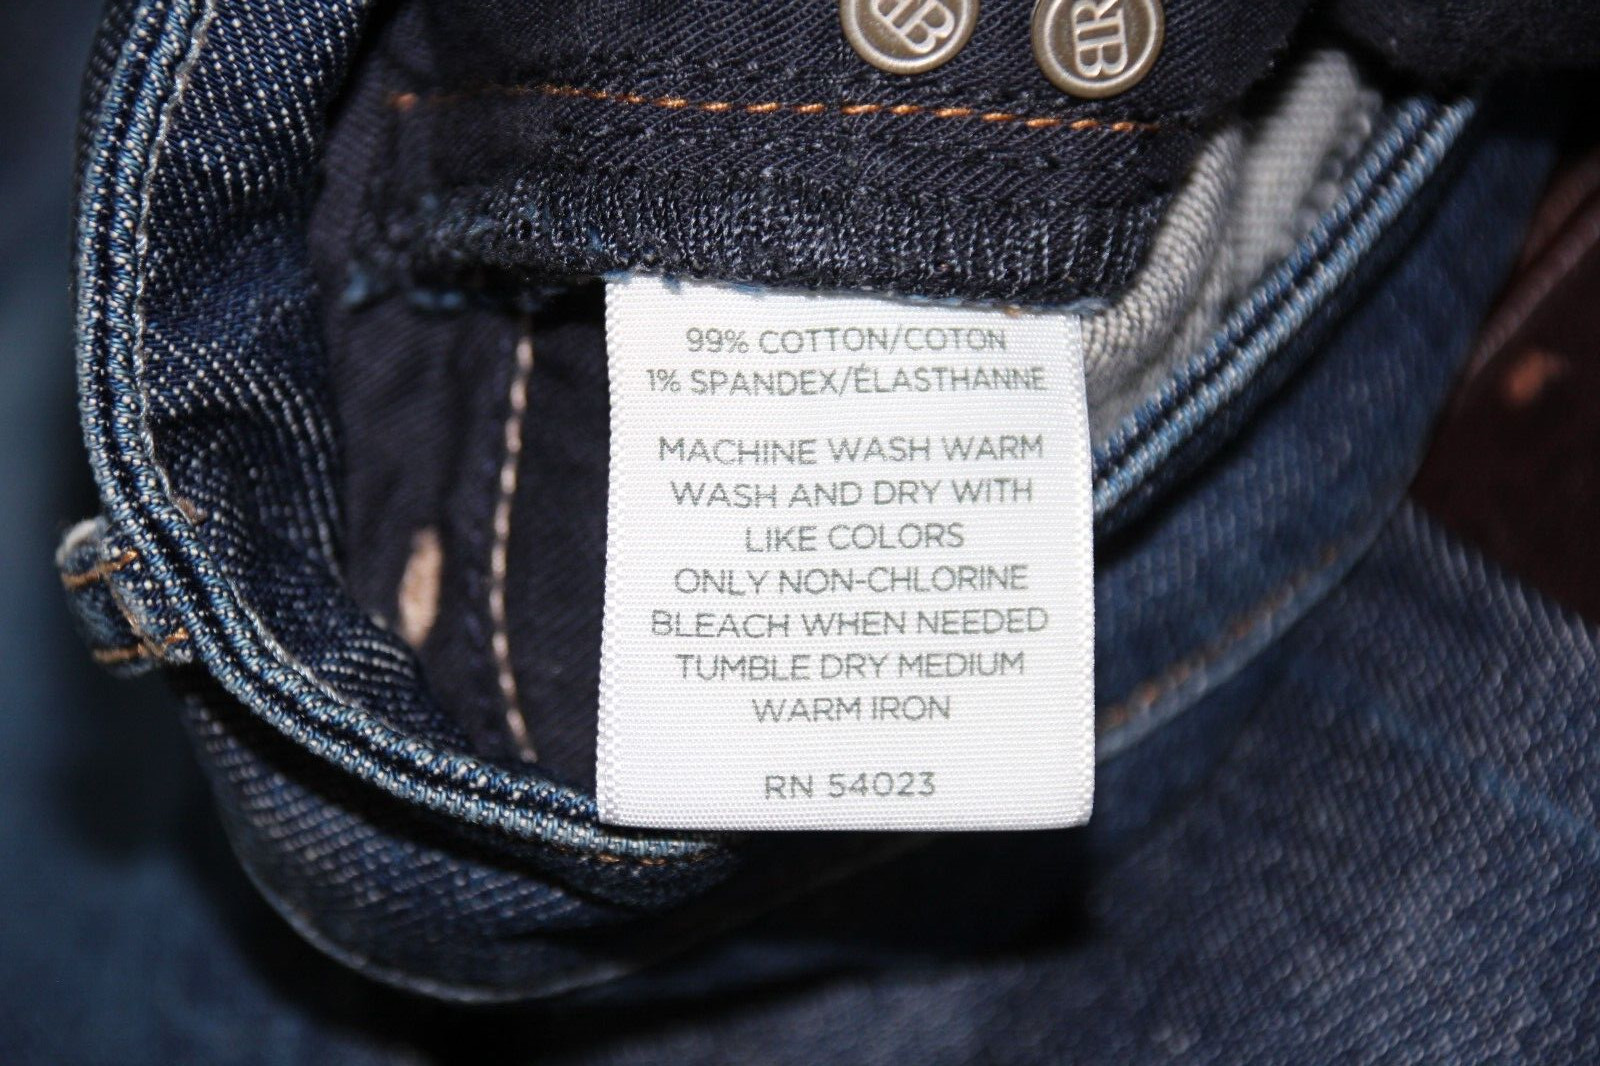 99% COTTON/COTON
1% SPANDEX/ÉLASTHANNE
MACHINE WASH WARM
WASH AND DRY WITH
LIKE COLORS
ONLY NON-CHLORINE
BLEACH WHEN NEEDED
TUMBLE DRY MEDIUM
WARM IRON
RN 54023